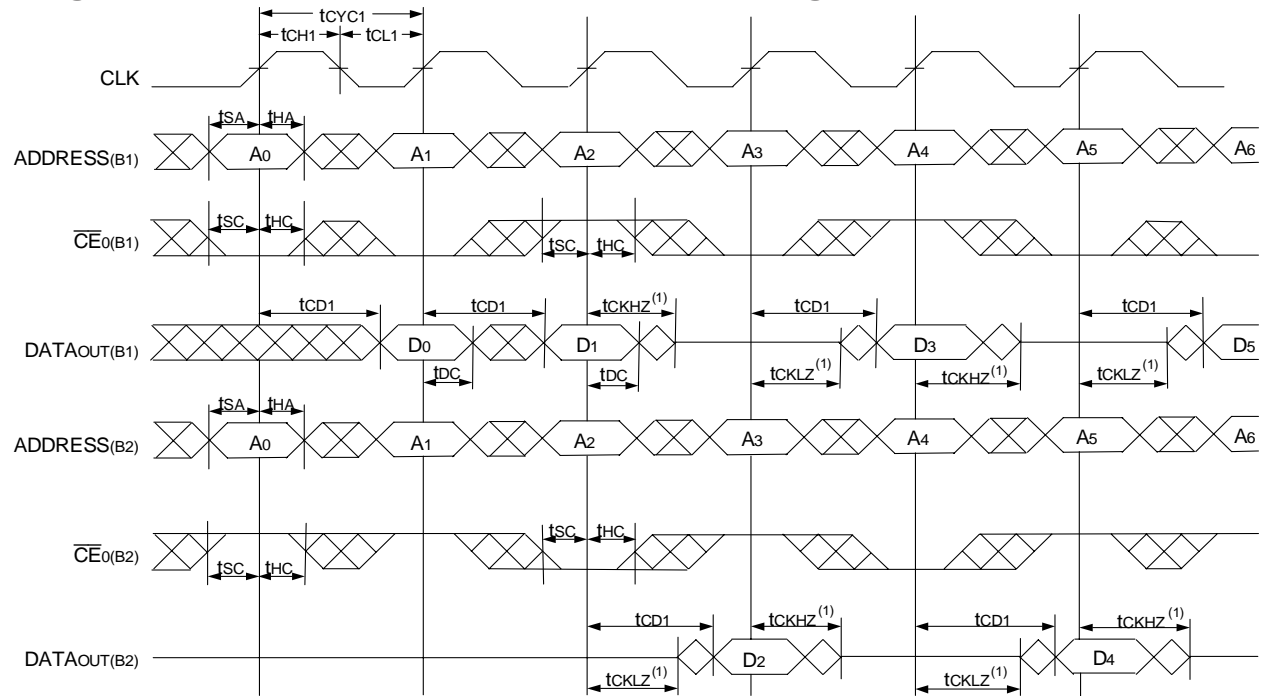 tCYC1
tCH1 tCL1
CLK
tSA tHA
ADDRESS(B1) A0 A1 A2 A3 A4 A5 A6
tSC tHC tSC tHC
CE0(B1)
tCD1 tCD1 tCKHZ(1) tCD1 tCD1
DATAOUT(B1) D0 D1 D3 D5
tDC tDC tCKLZ(1) tCKHZ(1) tCKLZ(1)
tSA tHA
ADDRESS(B2) A0 A1 A2 A3 A4 A5 A6
tSC tHC
CE0(B2)
tSC tHC
tCD1 tCKHZ(1) tCD1 tCKHZ(1)
DATAOUT(B2) D2 D4
tCKLZ(1) tCKLZ(1)